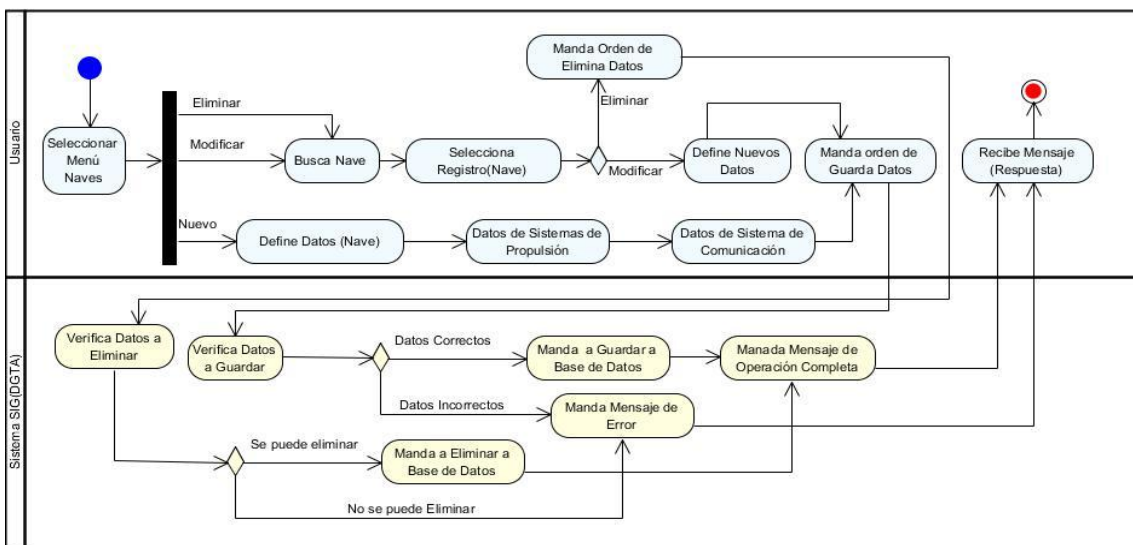 Usuario
Manda Orden de
Elimina Datos
Eliminar
Eliminar
Seleccionar
Menú
Naves
Modificar
Busca Nave
Selecciona
Registro(Nave)
Modificar
Define Nuevos
Datos
Manda orden de
Guarda Datos
Recibe Mensaje
(Respuesta)
Nuevo
Define Datos (Nave)
Datos de Sistemas de
Propulsión
Datos de Sistema de
Comunicación
Sistema SIG(DGTA)
Verifica Datos a
Eliminar
Verifica Datos
a Guardar
Datos Correctos
Manda a Guardar a
Base de Datos
Manada Mensaje de
Operación Completa
Datos Incorrectos
Manda Mensaje de
Error
Se puede eliminar
Manda a Eliminar a
Base de Datos
No se puede Eliminar